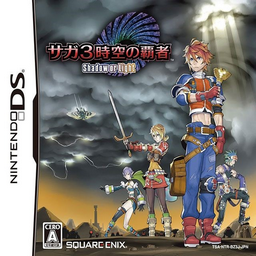 サガ3時空の覇者
Shadow or Light
NINTENDO DS
CERO
A
SQUARE ENIX